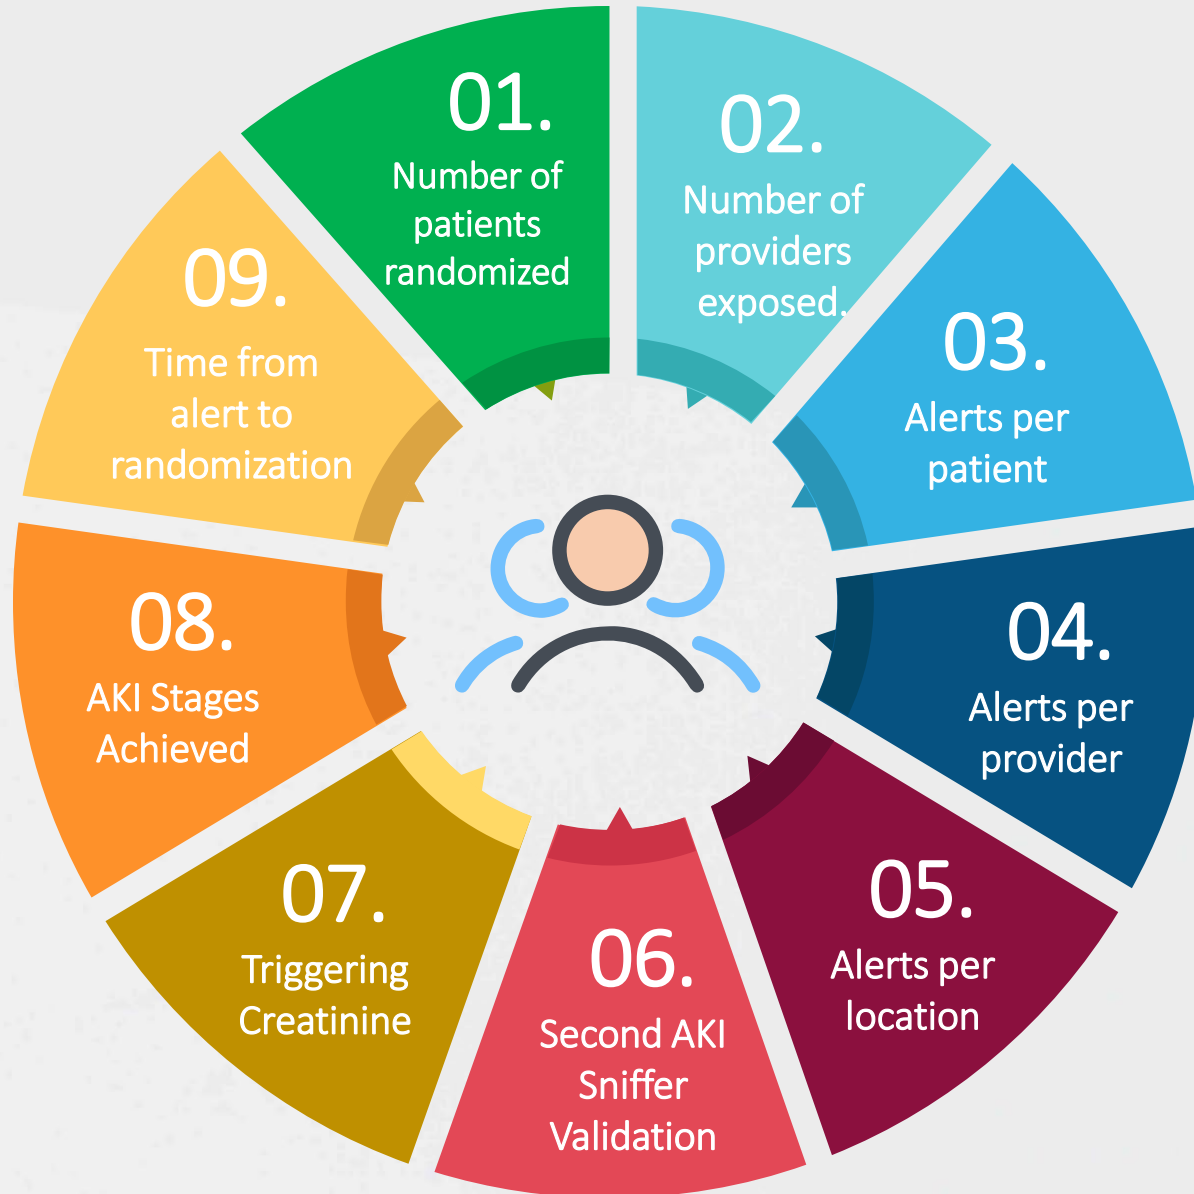 01.
Number of
patients
randomized
02.
Number of
providers
exposed.
03.
Alerts per
patient
04.
Alerts per
provider
05.
Alerts per
location
06.
Second AKI
Sniffer
Validation
07.
Triggering
Creatinine
08.
AKI Stages
Achieved
09.
Time from
alert to
randomization